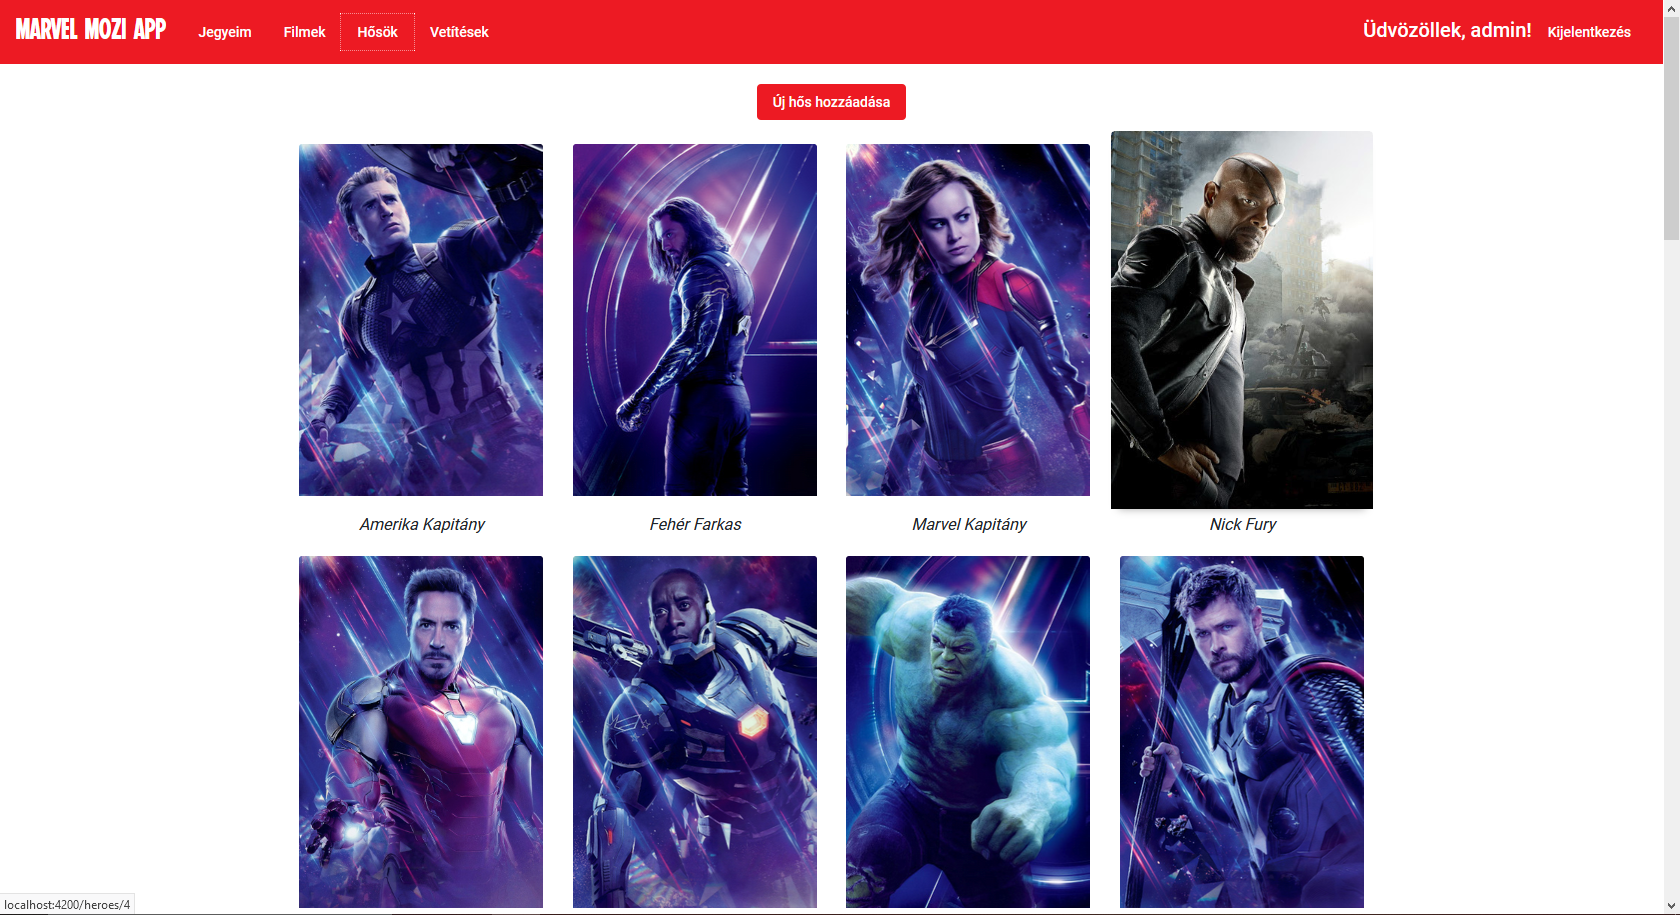 MARVEL MOZI APP
Jegyeim Filmek Hősök Vetítések
Üdvözöllek, admin! Kijelentkezés
Új hős hozzáadása
Amerika Kapitány
Fehér Farkas
Marvel Kapitány
Nick Fury
localhost:4200/heroes/4